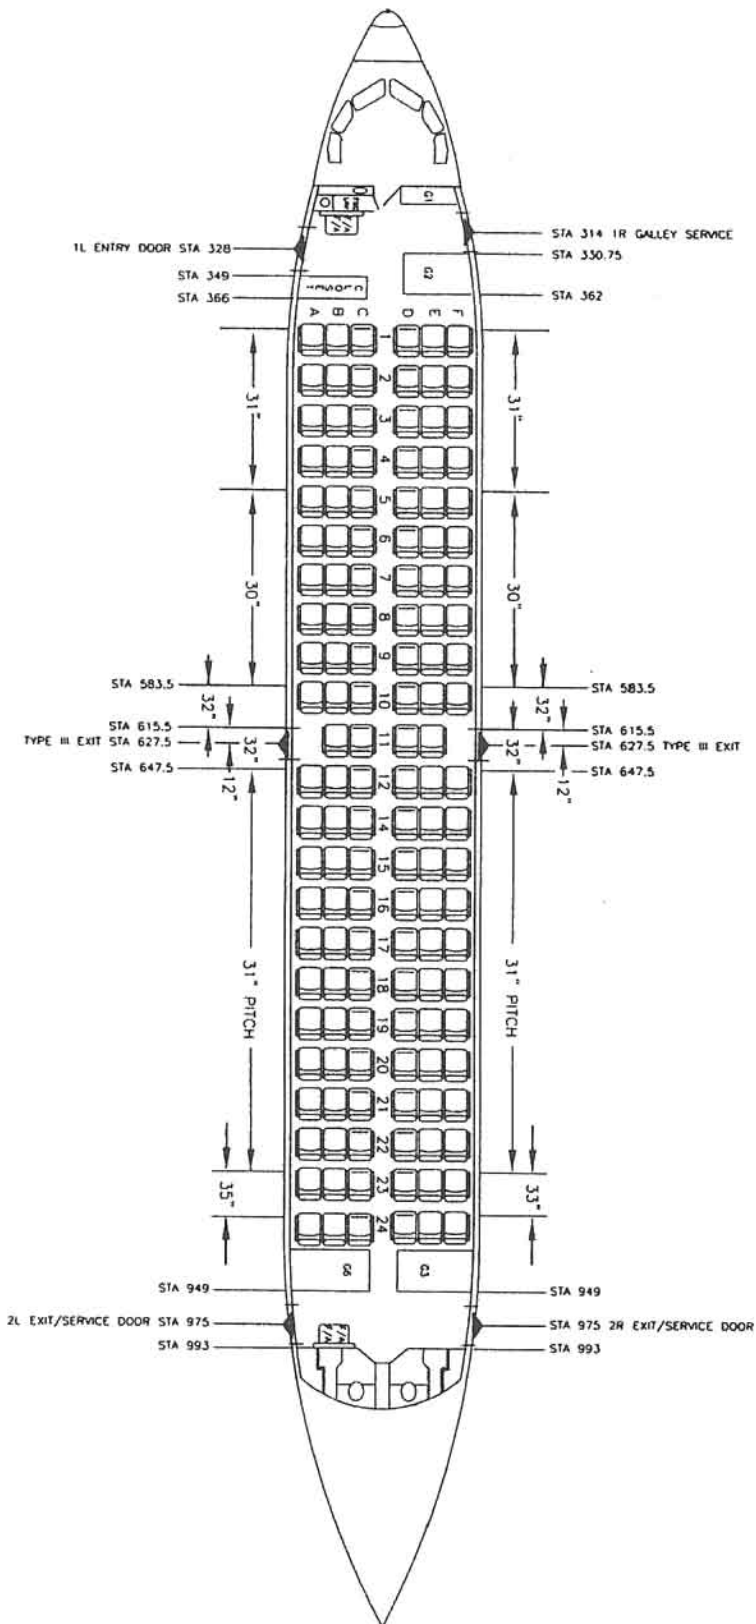 G1
FWD LAV
F/A F/A
1L ENTRY DOOR STA 328
STA 314 1R GALLEY SERVICE
STA 330.75
STA 349
G2
STA 366
CLOSET
STA 362
A B C D E F
1
2
31"
3
31"
4
5
6
30"
7
30"
8
9
STA 583.5
10
STA 583.5
32"
32"
STA 615.5
11
STA 615.5
TYPE III EXIT STA 627.5
32"
32"
STA 627.5 TYPE III EXIT
STA 647.5
12"
12
STA 647.5
12"
14
15
16
17
31" PITCH
18
31" PITCH
19
20
21
22
23
35"
33"
24
G6
G3
STA 949
STA 949
2L EXIT/SERVICE DOOR STA 975
F/A F/A
STA 975 2R EXIT/SERVICE DOOR
STA 993
STA 993